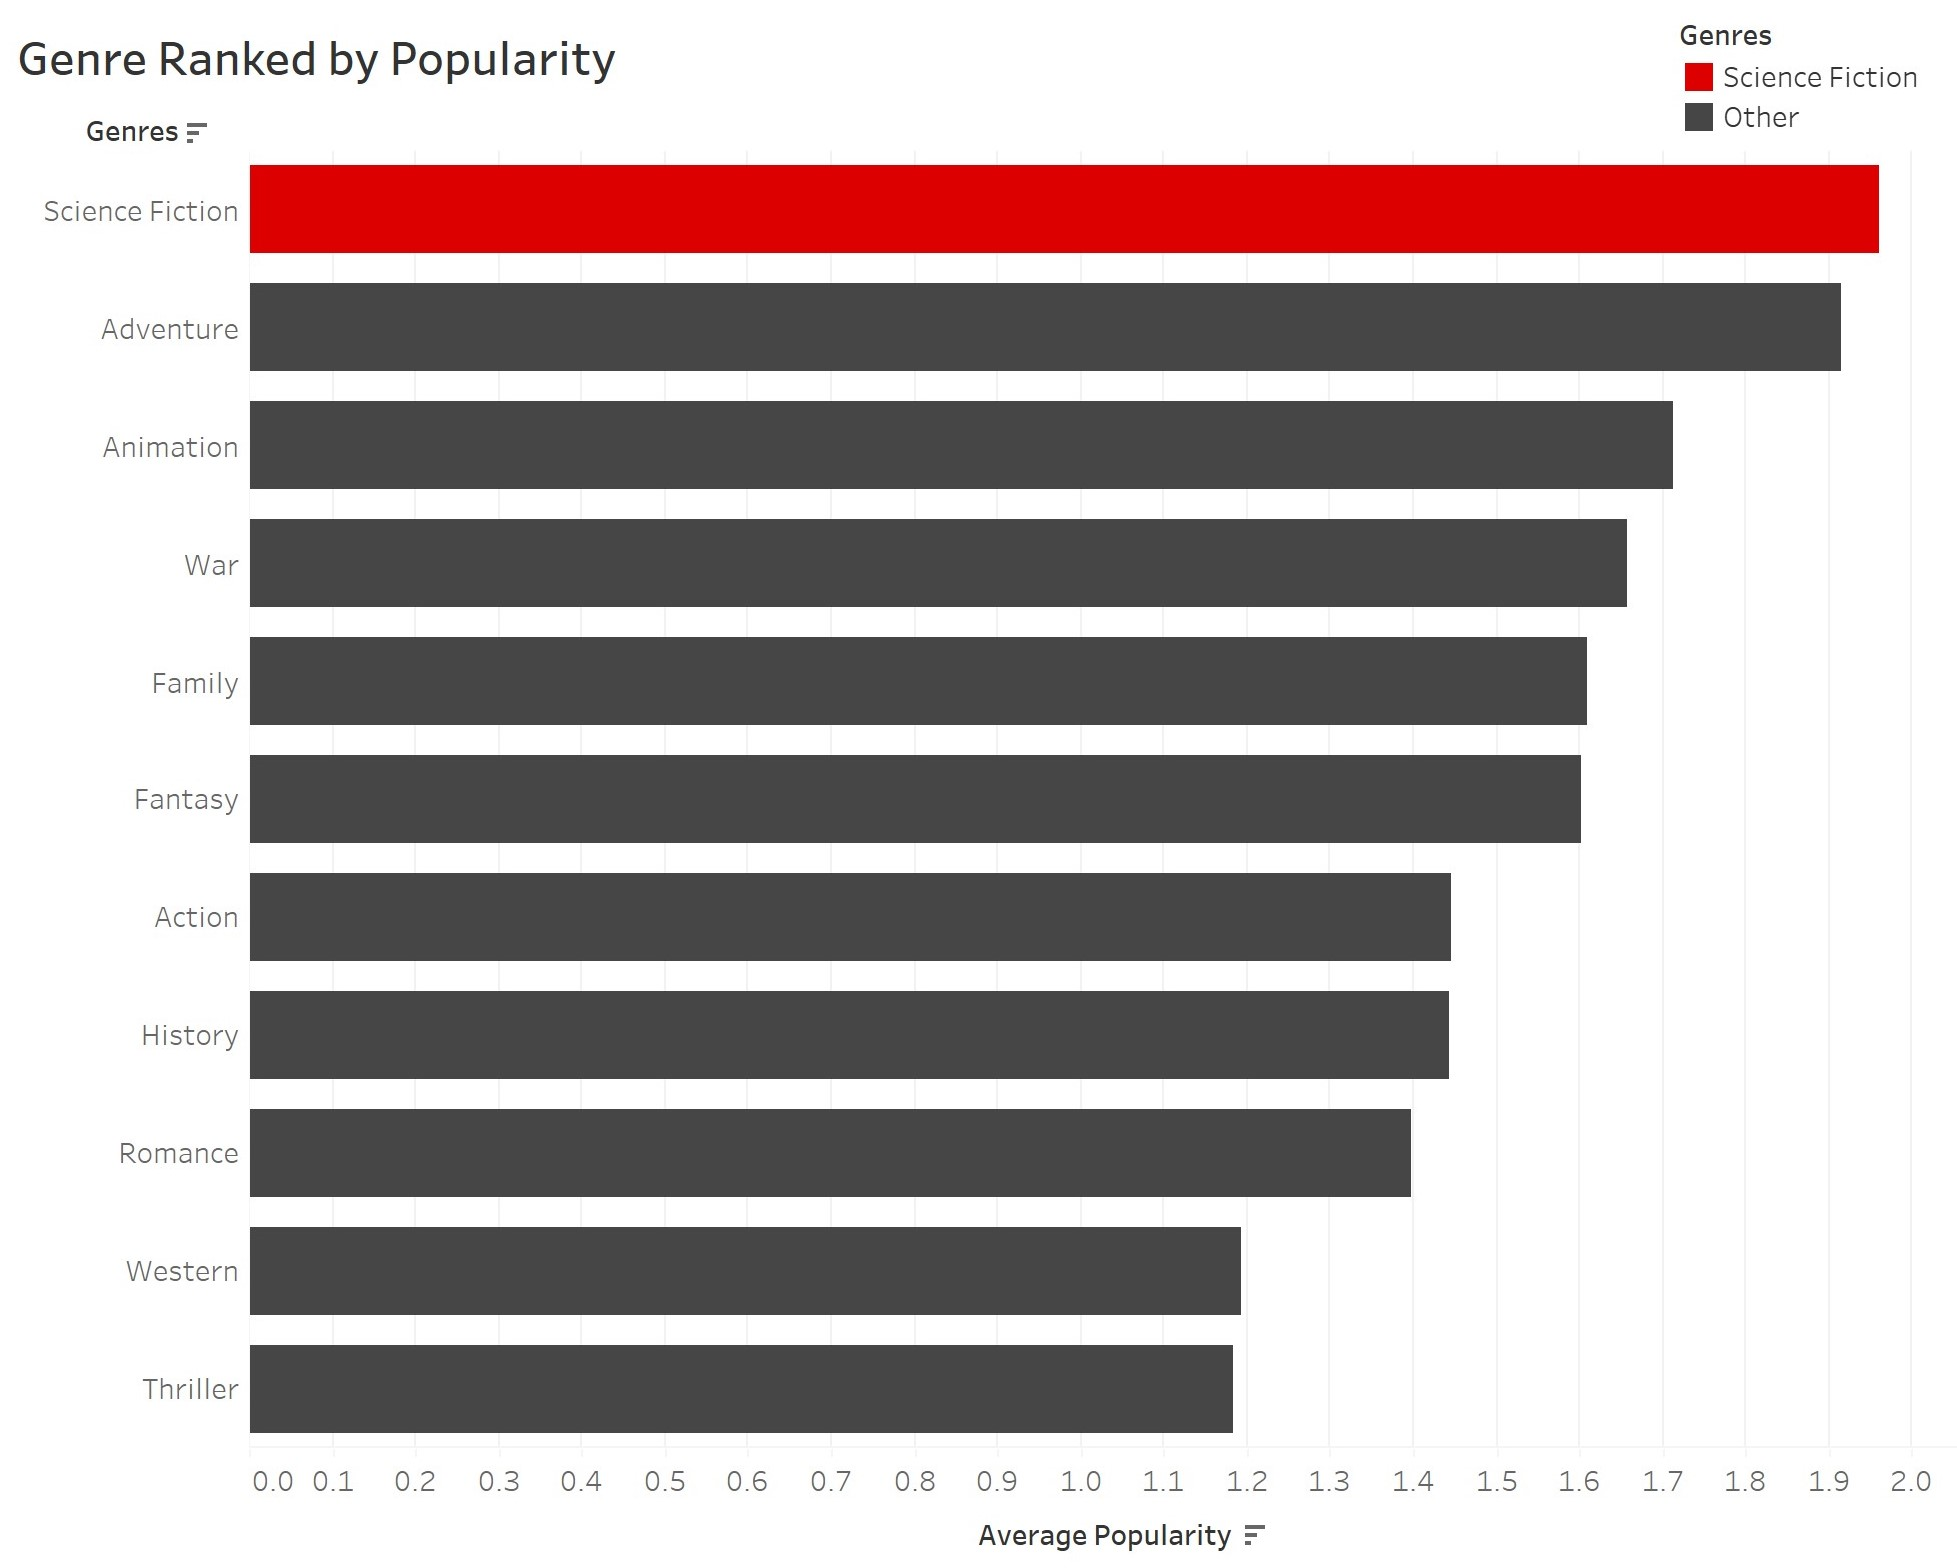 Genre Ranked by Popularity
Genres
Science Fiction
Other
Genres
Science Fiction
Adventure
Animation
War
Family
Fantasy
Action
History
Romance
Western
Thriller
0.0 0.1 0.2 0.3 0.4 0.5 0.6 0.7 0.8 0.9 1.0 1.1 1.2 1.3 1.4 1.5 1.6 1.7 1.8 1.9 2.0
Average Popularity